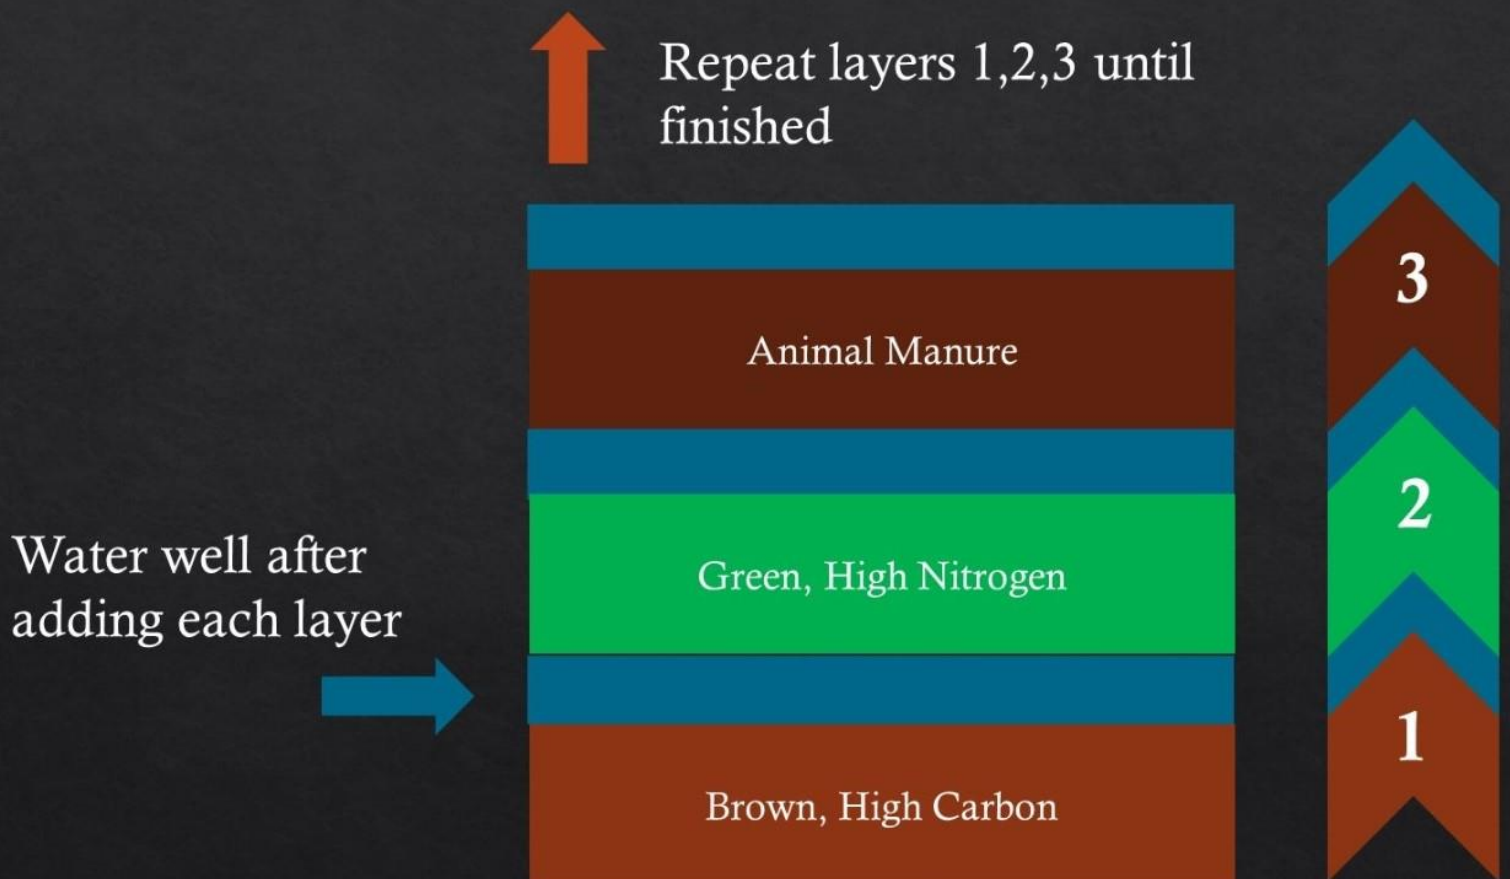 Repeat layers 1,2,3 until
finished
3
Animal Manure
2
Green, High Nitrogen
Water well after
adding each layer
1
Brown, High Carbon